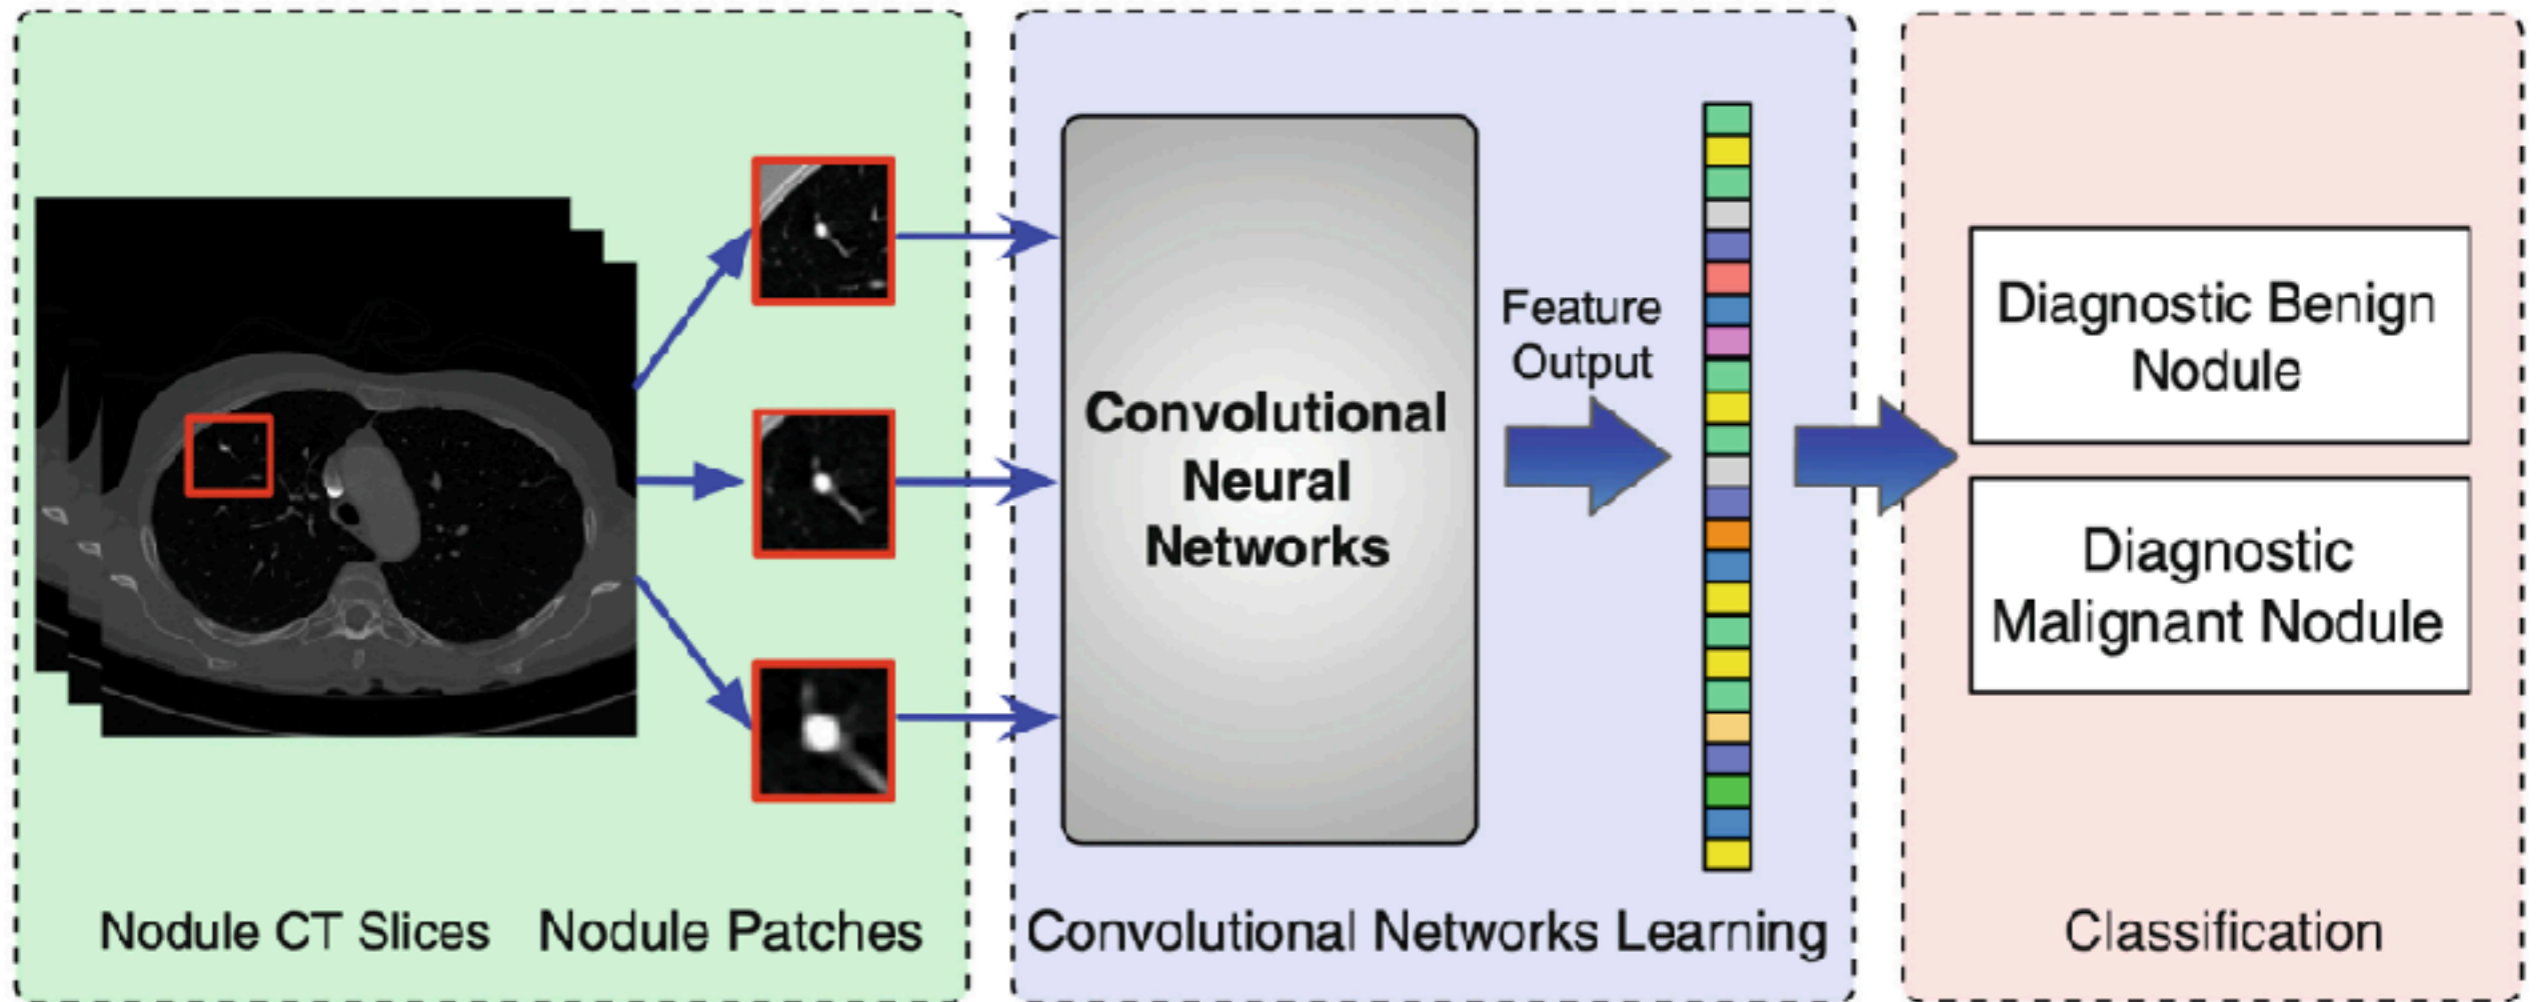 Nodule CT Slices
Nodule Patches
Convolutional
Neural
Networks
Feature
Output
Convolutional Networks Learning
Diagnostic Benign
Nodule
Diagnostic
Malignant Nodule
Classification